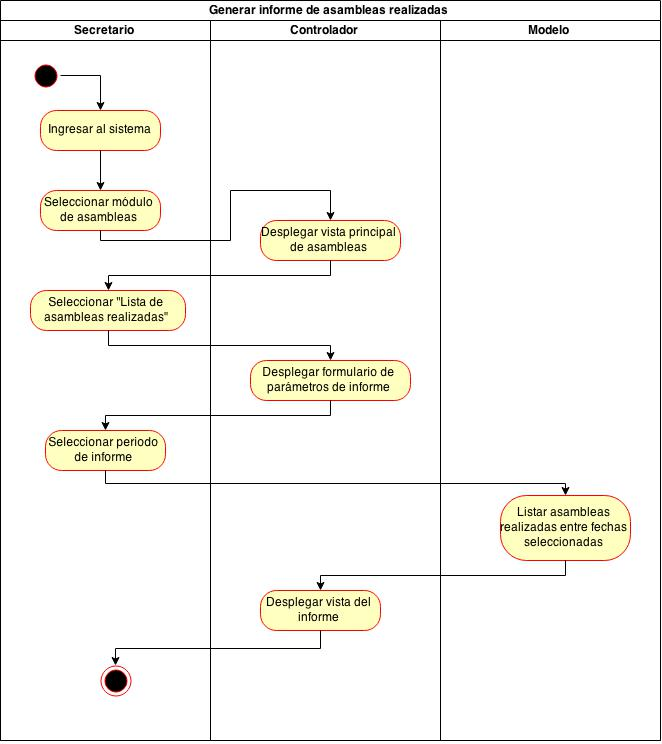 Generar informe de asambleas realizadas
Secretario
Controlador
Modelo
Ingresar al sistema
Seleccionar módulo
de asambleas
Desplegar vista principal
de asambleas
Seleccionar "Lista de
asambleas realizadas"
Desplegar formulario de
parámetros de informe
Seleccionar periodo
de informe
Listar asambleas
realizadas entre fechas
seleccionadas
Desplegar vista del
informe